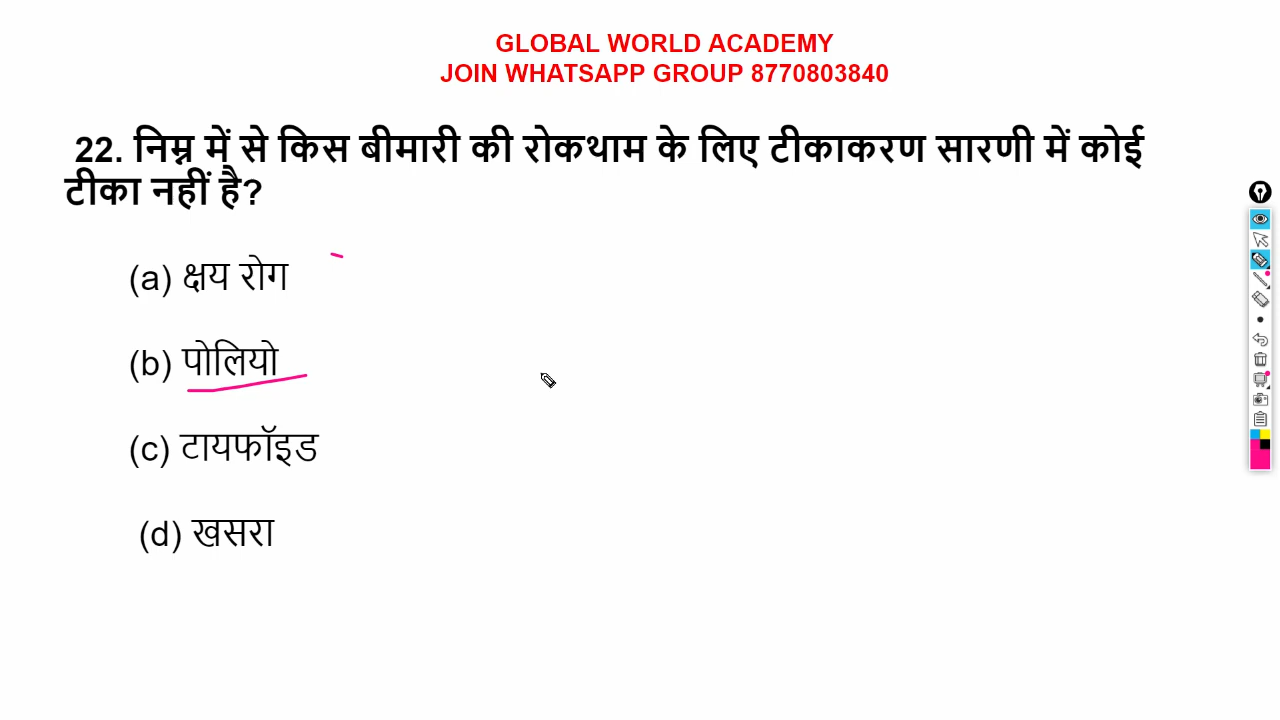 GLOBAL WORLD ACADEMY
JOIN WHATSAPP GROUP 8770803840
22. निम्न में से किस बीमारी की रोकथाम के लिए टीकाकरण सारणी में कोई
टीका नहीं है?
(a) क्षय रोग
(b) पोलियो
(c) टायफॉइड
(d) खसरा